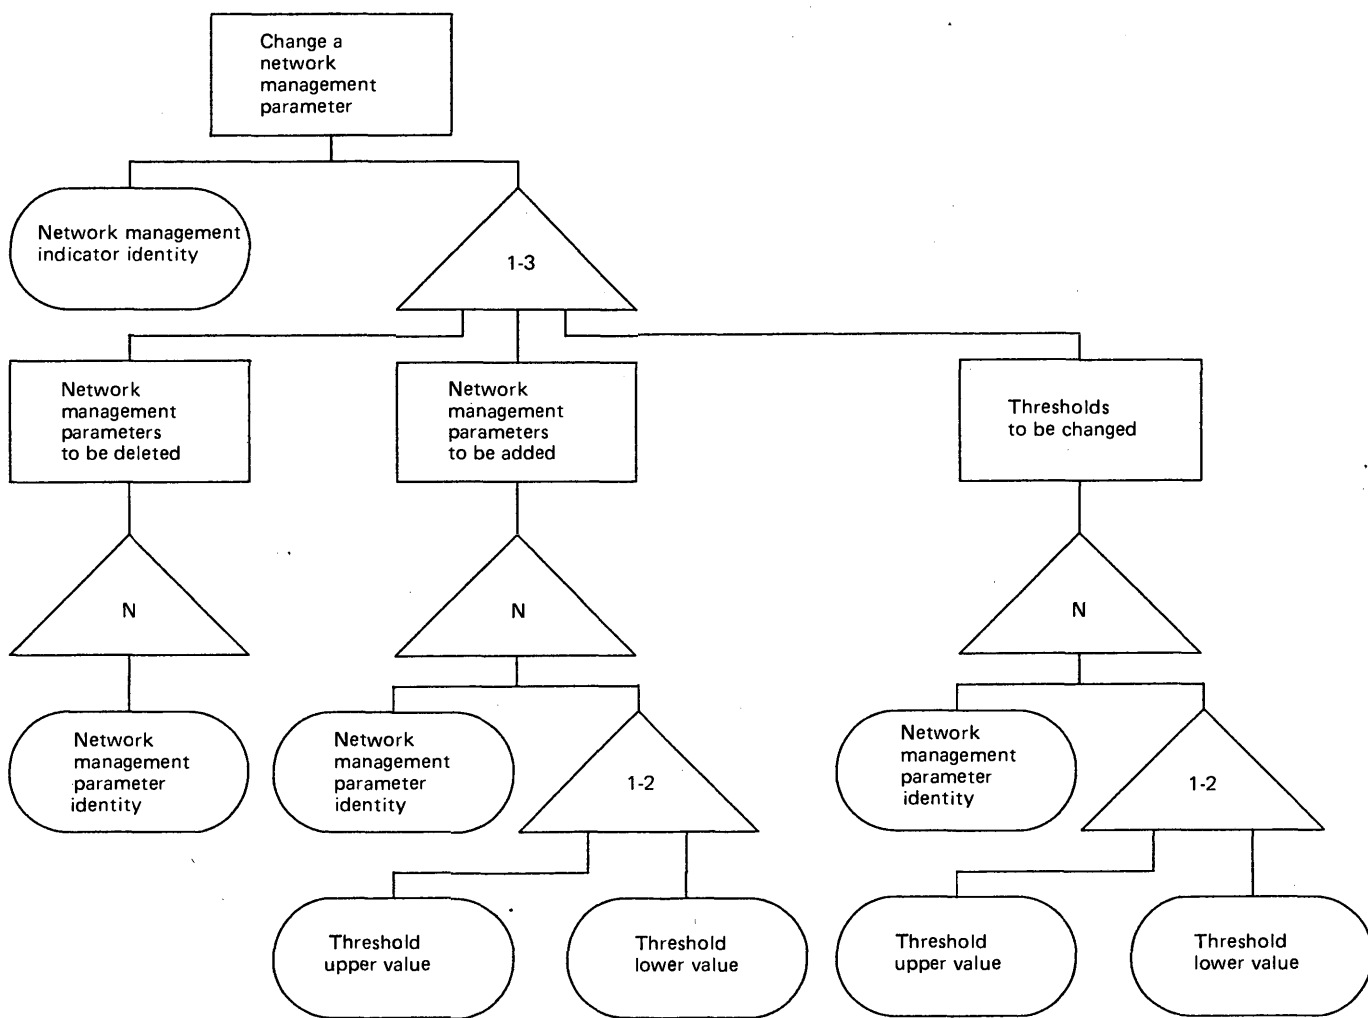 Change a
network
management
parameter
Network management
indicator identity
1-3
Network
management
parameters
to be deleted
Network
management
parameters
to be added
Thresholds
to be changed
N
N
N
Network
management
parameter
identity
Network
management
parameter
identity
1-2
Network
management
parameter
identity
1-2
Threshold
upper value
Threshold
lower value
Threshold
upper value
Threshold
lower value